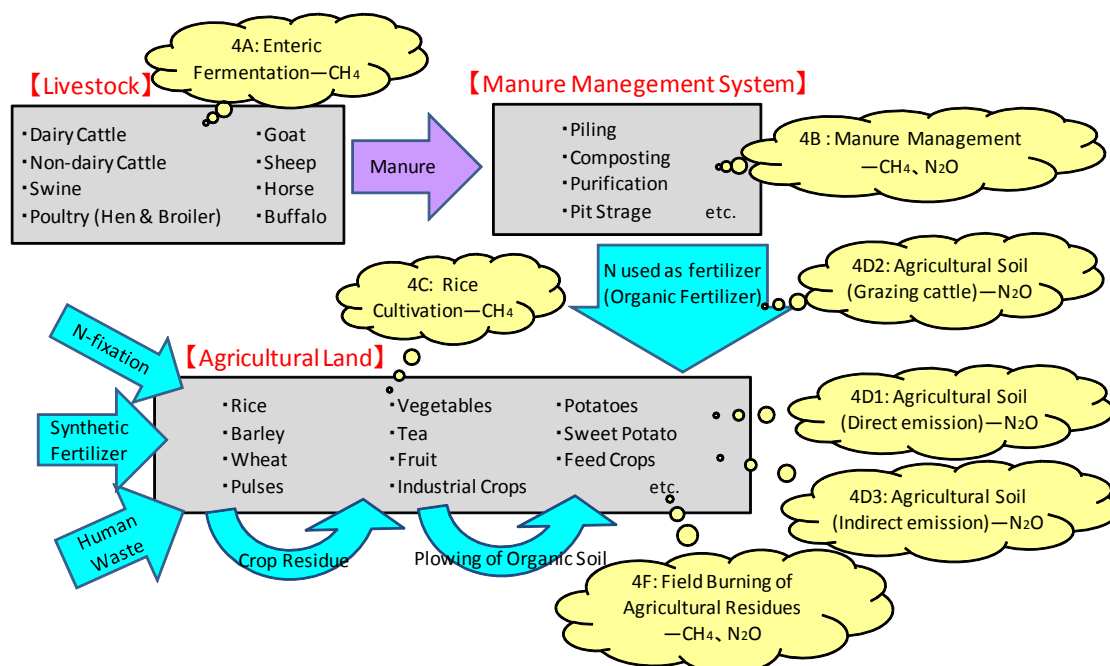 4A: Enteric
Fermentation—CH4
【Livestock】
・Dairy Cattle
・Non-dairy Cattle
・Swine
・Poultry (Hen & Broiler)
・Goat
・Sheep
・Horse
・Buffalo
Manure
【Manure Manegement System】
・Piling
・Composting
・Purification
・Pit Strage
etc.
4B : Manure Management
—CH4、N2O
N used as fertilizer
(Organic Fertilizer)
4D2: Agricultural Soil
(Grazing cattle)—N2O
4C: Rice
Cultivation—CH4
N-fixation
Synthetic
Fertilizer
Human
Waste
【Agricultural Land】
・Rice
・Barley
・Wheat
・Pulses
・Vegetables
・Tea
・Fruit
・Industrial Crops
・Potatoes
・Sweet Potato
・Feed Crops
etc.
4D1: Agricultural Soil
(Direct emission)—N2O
4D3: Agricultural Soil
(Indirect emission)—N2O
Crop Residue
Plowing of Organic Soil
4F: Field Burning of
Agricultural Residues
—CH4、N2O